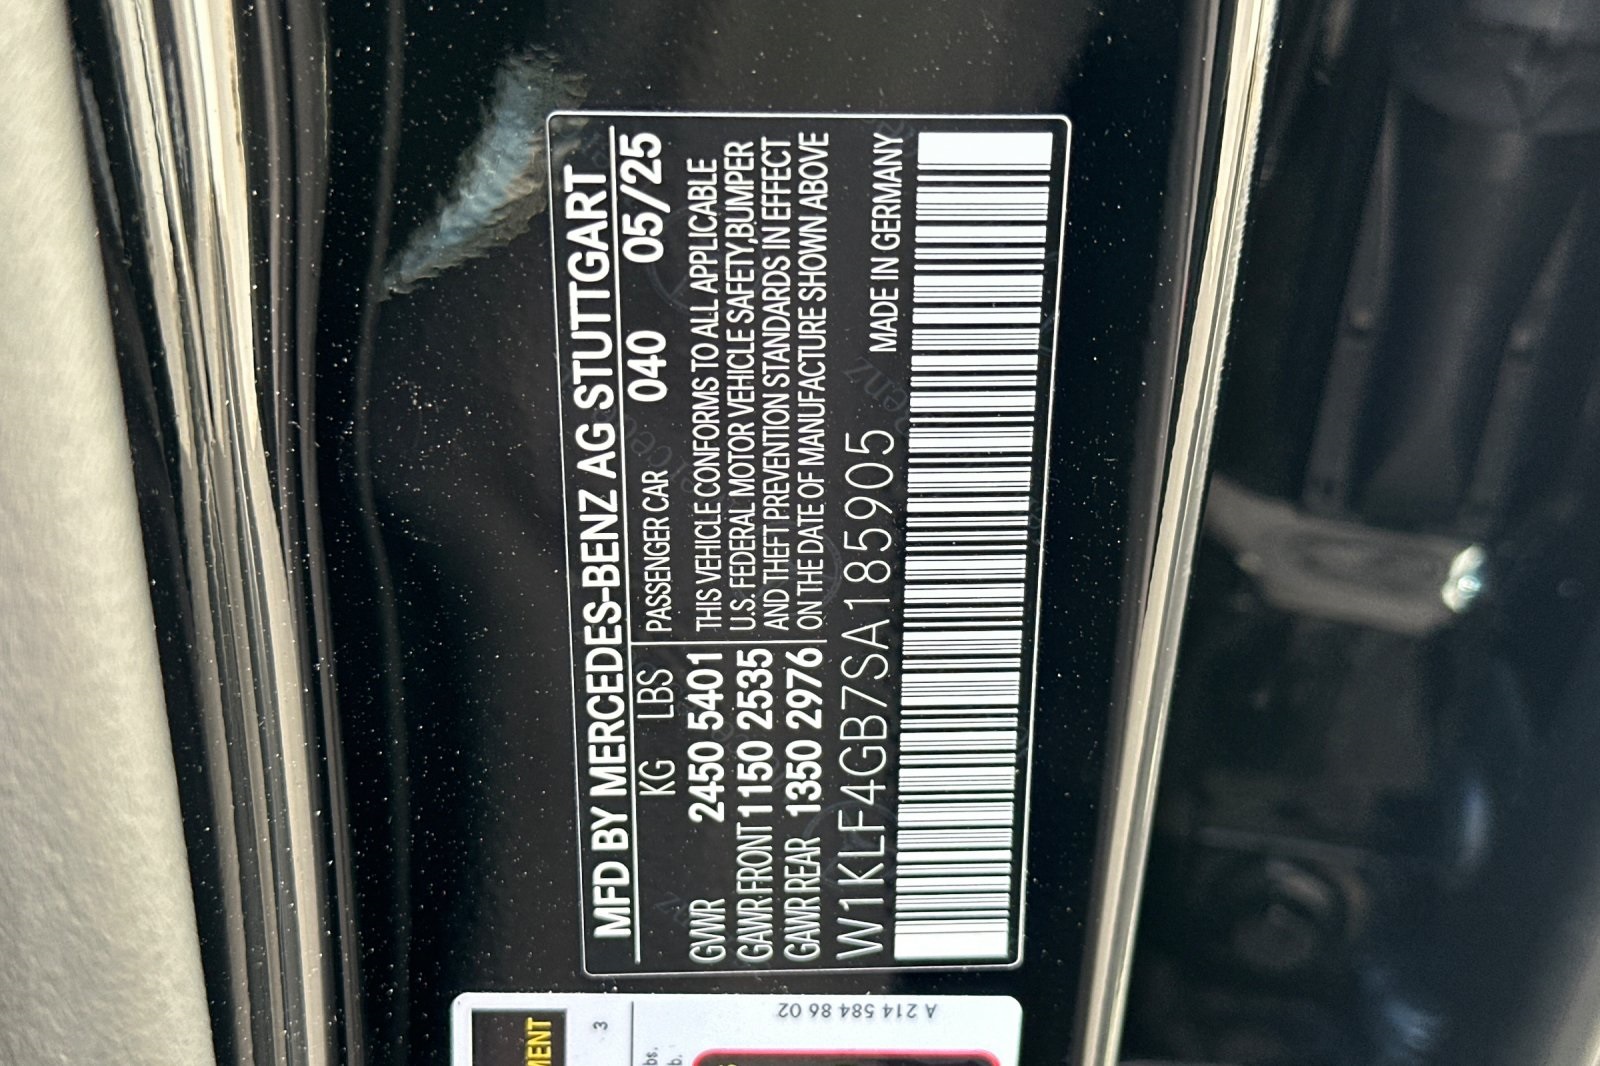 MFD BY MERCEDES-BENZ AG STUTTGART
KG LBS PASSENGER CAR 040 05/25
GVWR 2450 5401
GAWR FRONT 1150 2535
GAWR REAR 1350 2976
THIS VEHICLE CONFORMS TO ALL APPLICABLE
U.S. FEDERAL MOTOR VEHICLE SAFETY,BUMPER
AND THEFT PREVENTION STANDARDS IN EFFECT
ON THE DATE OF MANUFACTURE SHOWN ABOVE
W1KLF4GB7SA185905 MADE IN GERMANY
A 214 584 86 02
3